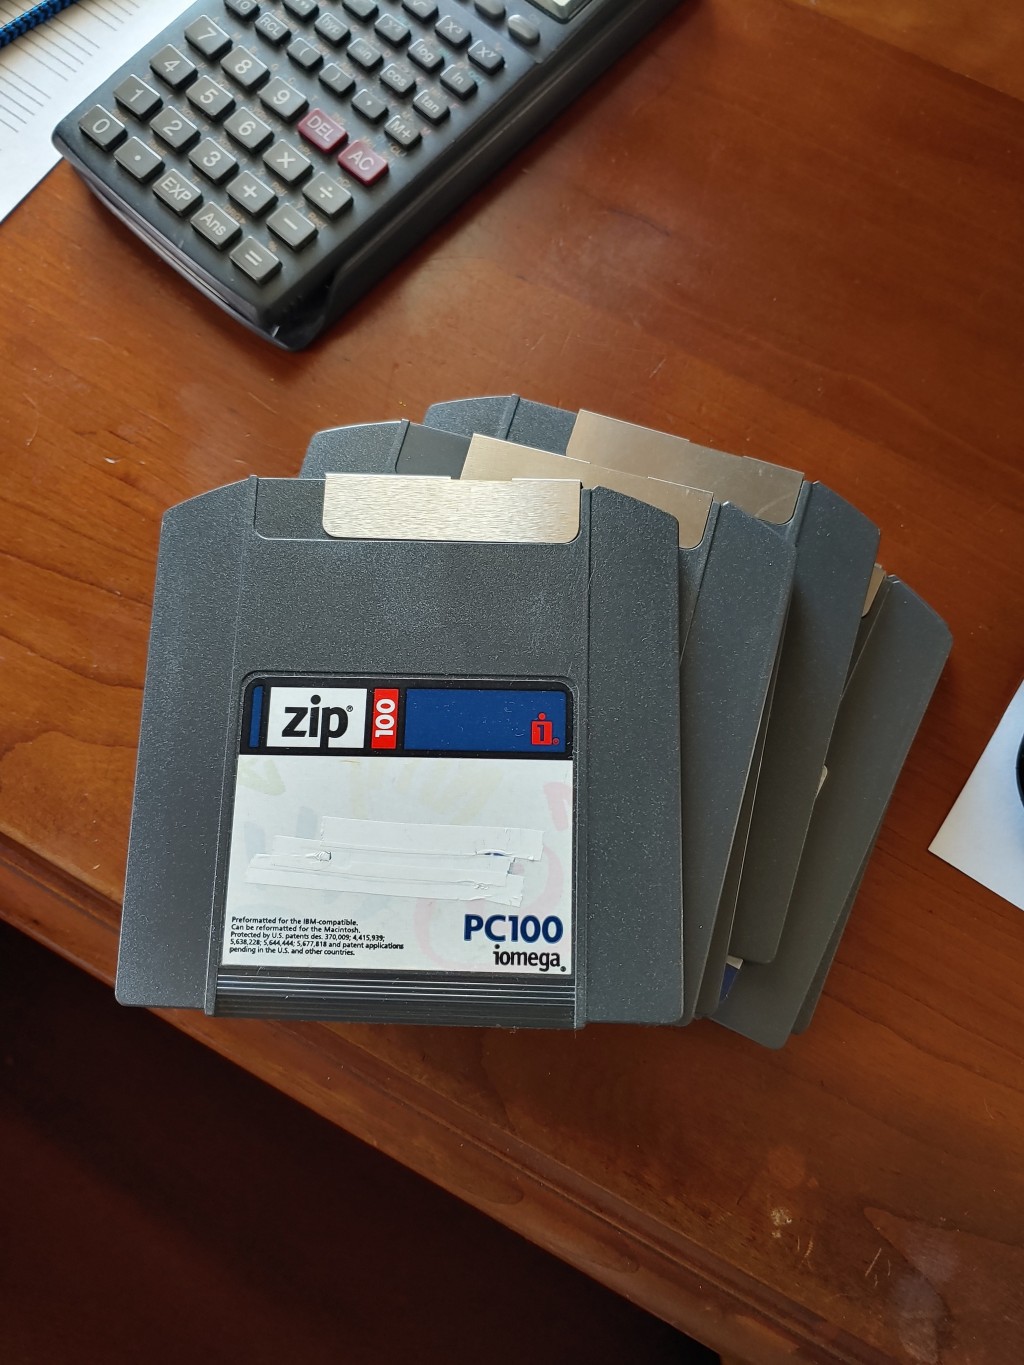 7 8 9 DEL AC
4 5 6 X ÷
1 2 3 + −
0 · EXP Ans =
sin cos tan
log ln
M+
zip® 100
Preformatted for the IBM-compatible.
Can be reformatted for the Macintosh.
Protected by U.S. patents des. 370,009; 4,415,939;
5,638,228; 5,644,444; 5,677,818 and patent applications
pending in the U.S. and other countries.
PC100
iomega®